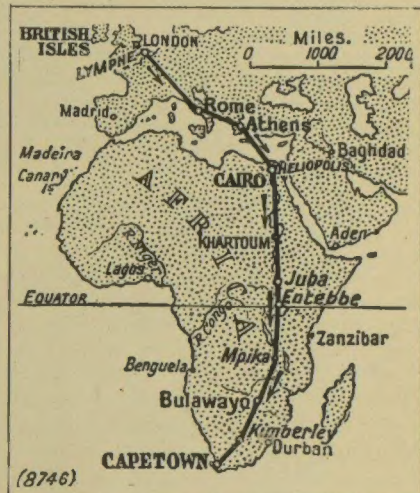 BRITISH
ISLES
LONDON
LYMPHE
Miles.
0 1000 2000
Madrid
Rome
Athens
Baghdad
HELIOPOLIS
Madeira
Canary
Is
CAIRO
AFRICA
KHARTOUM
Aden
R. Niger
Lagos
Juba
Entebbe
EQUATOR
R. Congo
Zanzibar
Mpika
Benguela
Bulawayo
Kimberley
Durban
CAPETOWN
(8746)